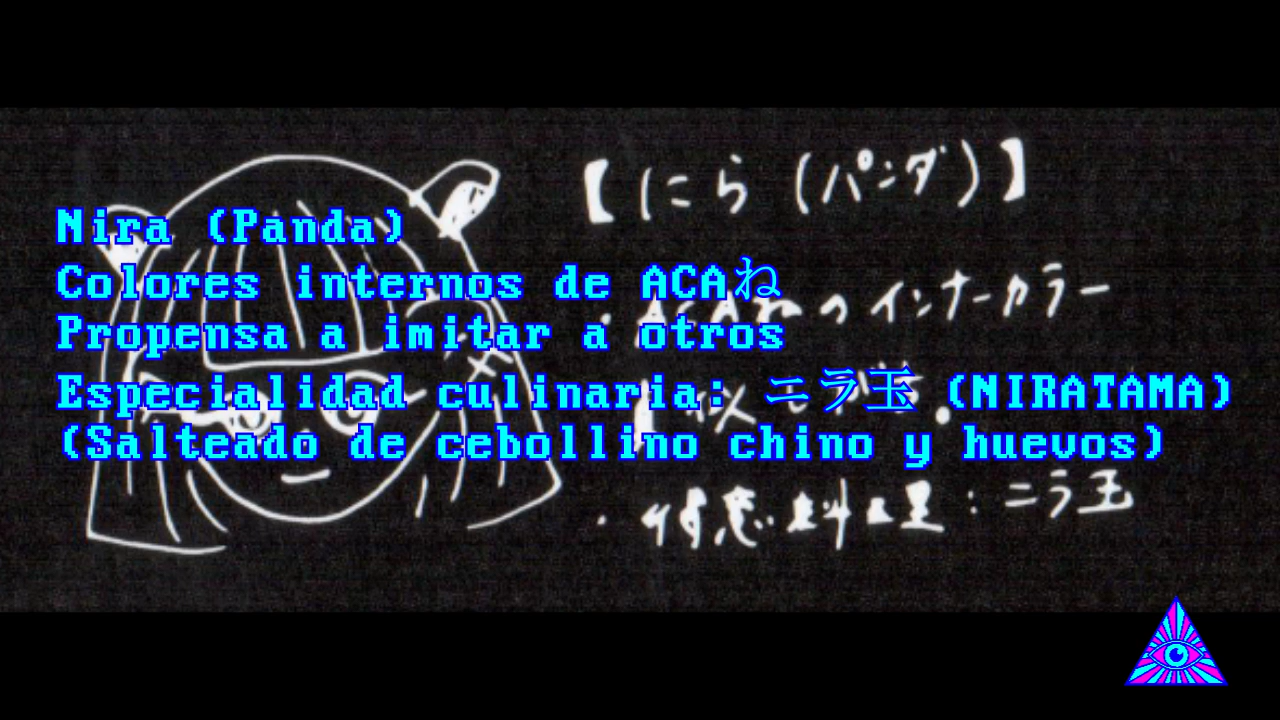 【にら (パンダ)】
Nira (Panda)
Colores internos de ACAね
・ACAねのインナーカラー
Propensa a imitar a otros
Especialidad culinaria: ニラ玉 (NIRATAMA)
(Salteado de cebollino chino y huevos)
・得意料理:ニラ玉